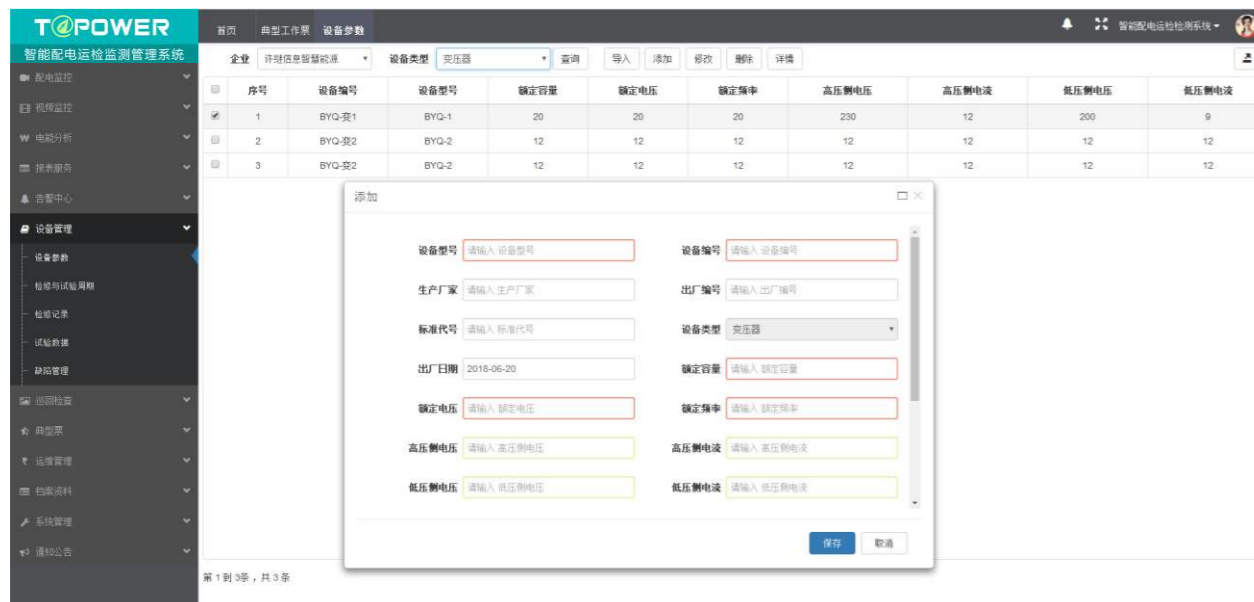 T@POWER
智能配电运检监测管理系统
首页 典型工作票 设备参数
智能配电运检检测系统
企业 许继信息智慧能源 设备类型 变压器 查询 导入 添加 修改 删除 详情
序号 设备编号 设备型号 额定容量 额定电压 额定频率 高压侧电压 高压侧电流 低压侧电压 低压侧电流
1 BYQ-变1 BYQ-1 20 20 20 230 12 200 9
2 BYQ-变2 BYQ-2 12 12 12 12 12 12 12
3 BYQ-变2 BYQ-2 12 12 12 12 12 12 12
配电监控
视频监控
电能分析
报表服务
告警中心
设备管理
设备参数
检修与试验周期
检修记录
试验数据
缺陷管理
巡回检查
典型票
运维管理
档案资料
系统管理
通知公告
添加
设备型号 请输入 设备型号 设备编号 请输入 设备编号
生产厂家 请输入 生产厂家 出厂编号 请输入 出厂编号
标准代号 请输入 标准代号 设备类型 变压器
出厂日期 2018-06-20 额定容量 请输入 额定容量
额定电压 请输入 额定电压 额定频率 请输入 额定频率
高压侧电压 请输入 高压侧电压 高压侧电流 请输入 高压侧电流
低压侧电压 请输入 低压侧电压 低压侧电流 请输入 低压侧电流
保存 取消
第 1 到 3条，共 3 条